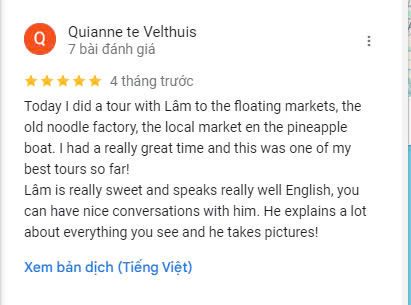 Q
Quianne te Velthuis
7 bài đánh giá
4 tháng trước
Today I did a tour with Lâm to the floating markets, the
old noodle factory, the local market en the pineapple
boat. I had a really great time and this was one of my
best tours so far!
Lâm is really sweet and speaks really well English, you
can have nice conversations with him. He explains a lot
about everything you see and he takes pictures!
Xem bản dịch (Tiếng Việt)